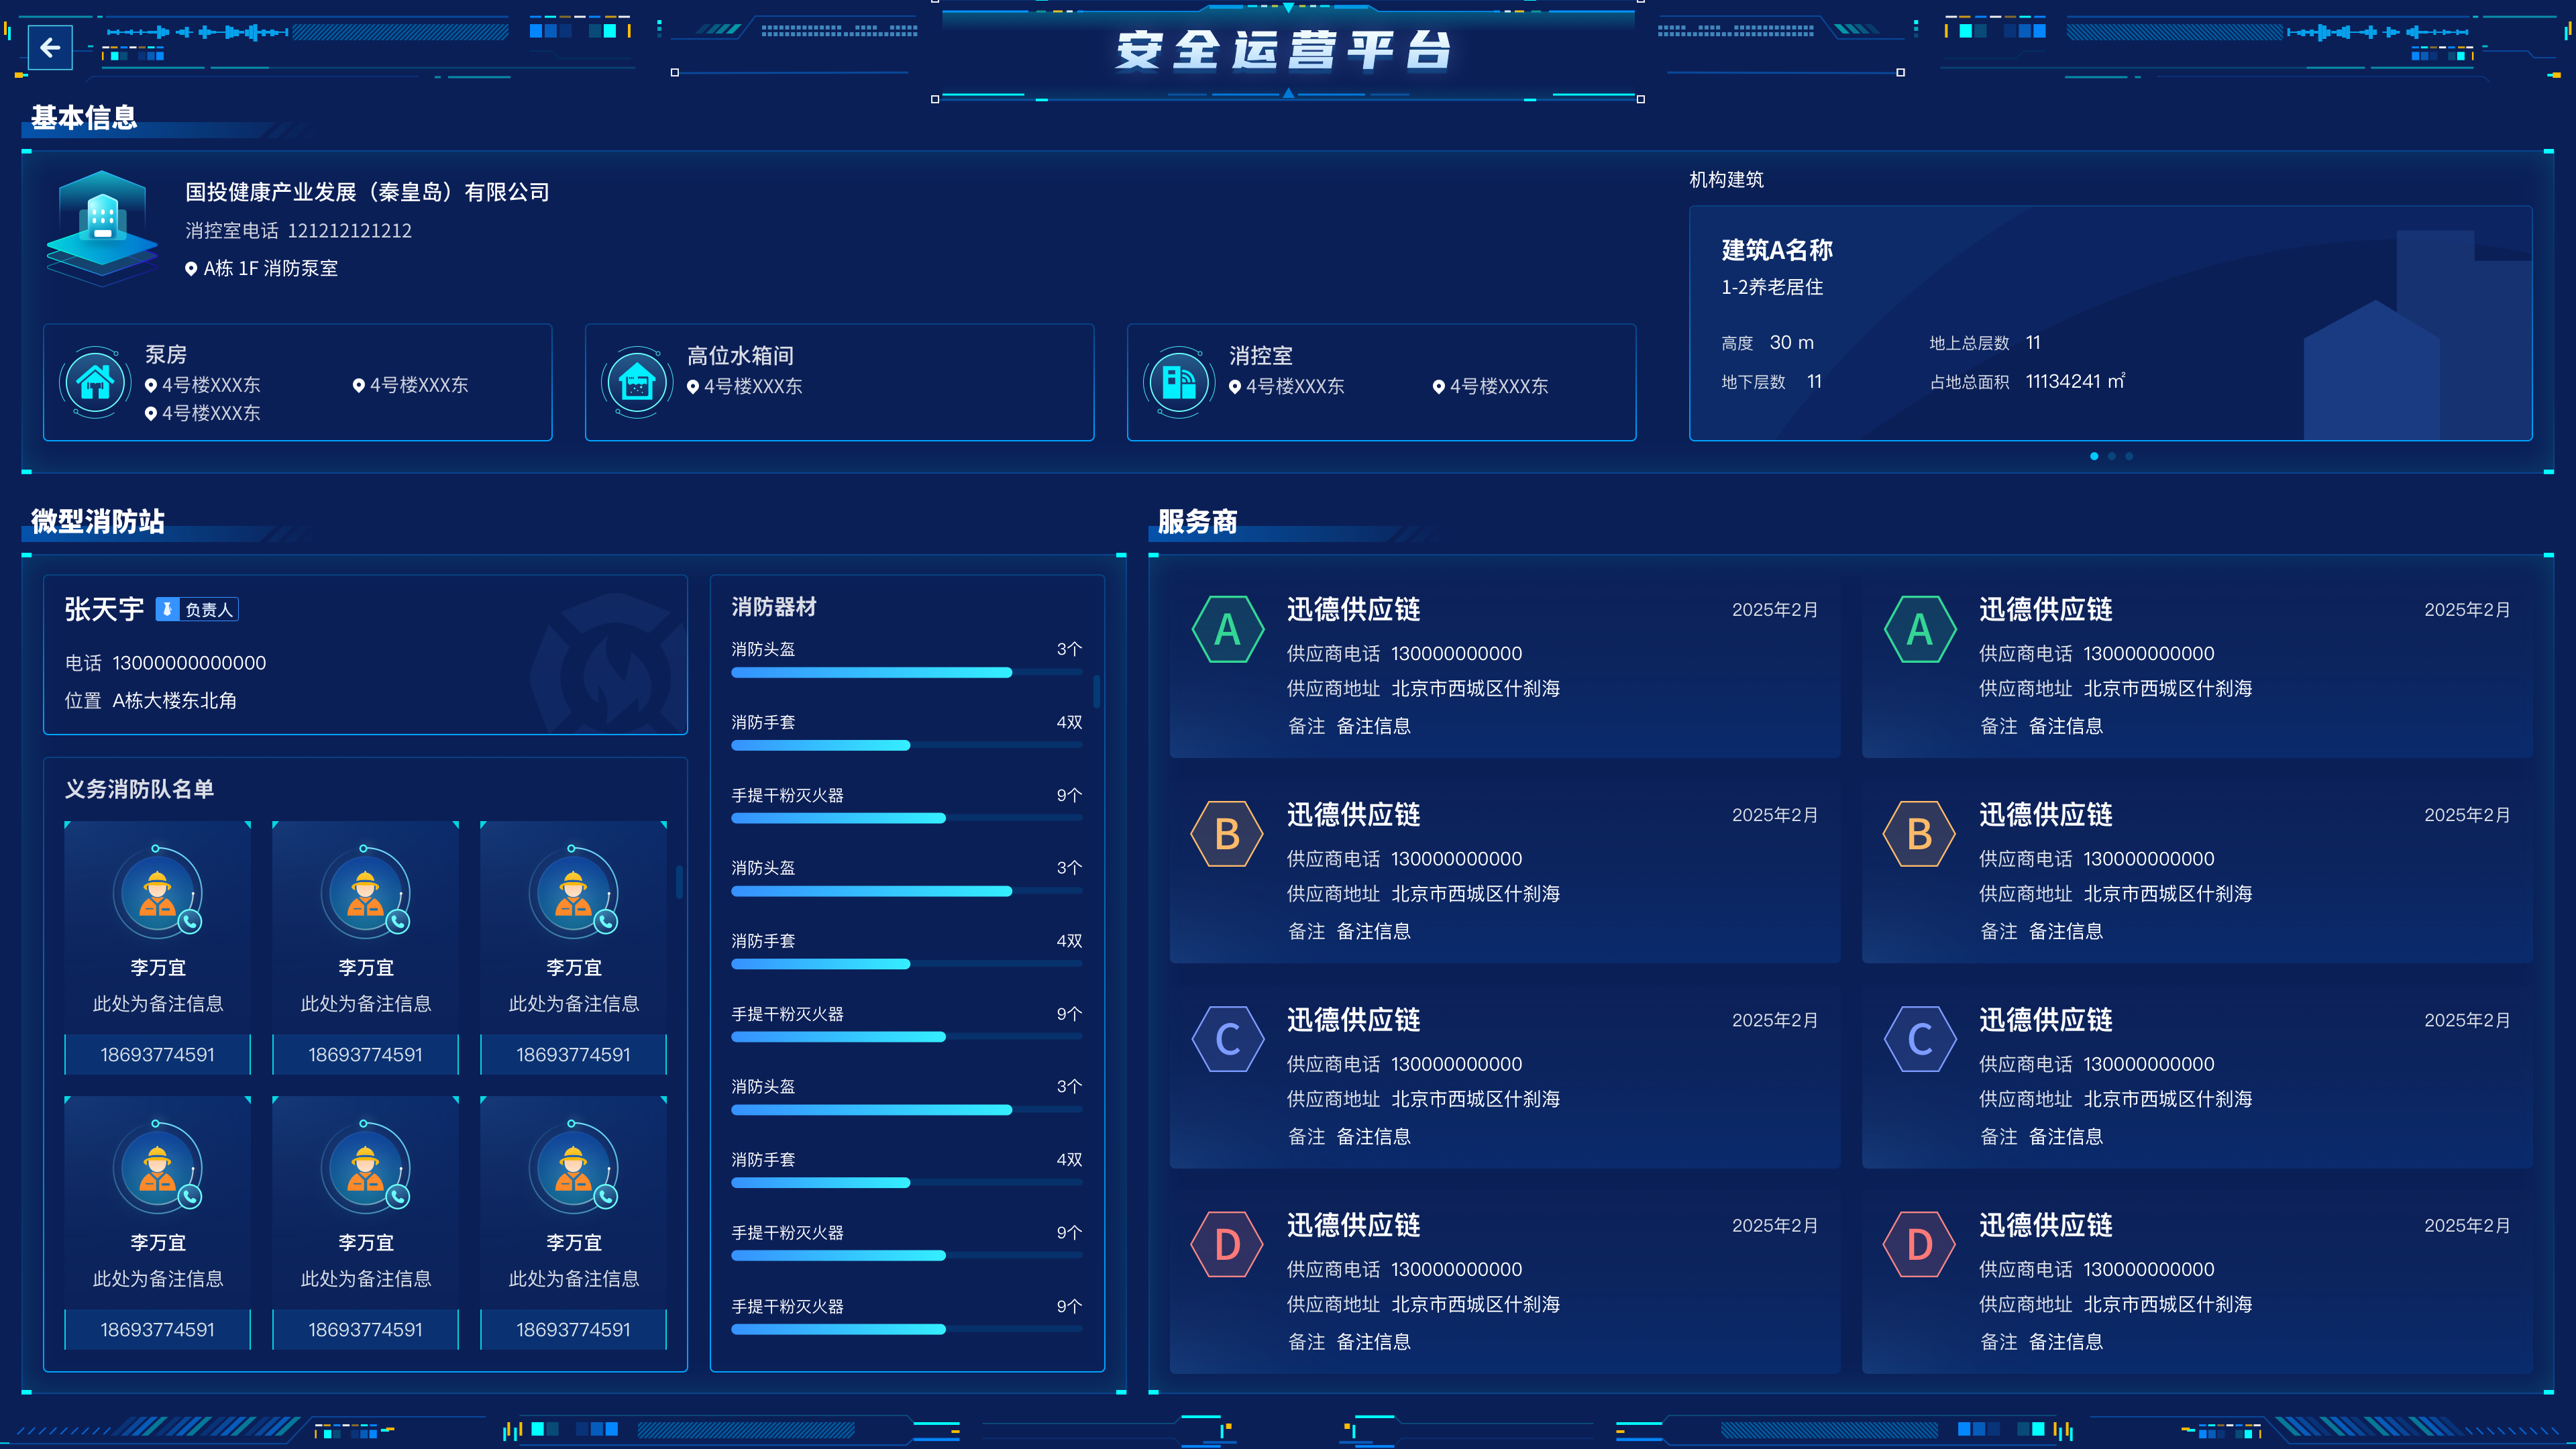 安全运营平台
基本信息
国投健康产业发展（秦皇岛）有限公司
消控室电话 121212121212
A栋 1F 消防泵室
泵房
4号楼XXX东 4号楼XXX东
4号楼XXX东
高位水箱间
4号楼XXX东
消控室
4号楼XXX东 4号楼XXX东
机构建筑
建筑A名称
1-2养老居住
高度 30 m 地上总层数 11
地下层数 11 占地总面积 11134241 ㎡
微型消防站
张天宇 负责人
电话 13000000000000
位置 A栋大楼东北角
义务消防队名单
李万宜 李万宜 李万宜
此处为备注信息 此处为备注信息 此处为备注信息
18693774591 18693774591 18693774591
李万宜 李万宜 李万宜
此处为备注信息 此处为备注信息 此处为备注信息
18693774591 18693774591 18693774591
消防器材
消防头盔 3个
消防手套 4双
手提干粉灭火器 9个
消防头盔 3个
消防手套 4双
手提干粉灭火器 9个
消防头盔 3个
消防手套 4双
手提干粉灭火器 9个
手提干粉灭火器 9个
服务商
A 迅德供应链 2025年2月
供应商电话 130000000000
供应商地址 北京市西城区什刹海
备注 备注信息
A 迅德供应链 2025年2月
供应商电话 130000000000
供应商地址 北京市西城区什刹海
备注 备注信息
B 迅德供应链 2025年2月
供应商电话 130000000000
供应商地址 北京市西城区什刹海
备注 备注信息
B 迅德供应链 2025年2月
供应商电话 130000000000
供应商地址 北京市西城区什刹海
备注 备注信息
C 迅德供应链 2025年2月
供应商电话 130000000000
供应商地址 北京市西城区什刹海
备注 备注信息
C 迅德供应链 2025年2月
供应商电话 130000000000
供应商地址 北京市西城区什刹海
备注 备注信息
D 迅德供应链 2025年2月
供应商电话 130000000000
供应商地址 北京市西城区什刹海
备注 备注信息
D 迅德供应链 2025年2月
供应商电话 130000000000
供应商地址 北京市西城区什刹海
备注 备注信息